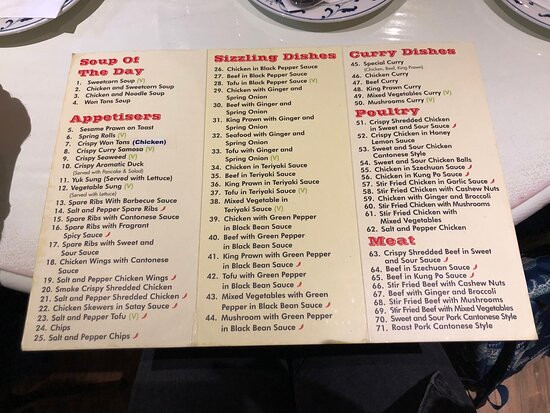 Soup Of
The Day
1. Sweetcorn Soup (V)
2. Chicken and Sweetcorn Soup
3. Chicken and Noodle Soup
4. Won Tons Soup
Appetisers
5. Sesame Prawn on Toast
6. Spring Rolls (V)
7. Crispy Won Tons (Chicken)
8. Crispy Curry Samosa (V)
9. Crispy Seaweed (V)
10. Crispy Aromatic Duck
(Served with Pancake & Salad)
11. Yuk Sung (Served with Lettuce)
12. Vegetable Sung (V)
(Served with Lettuce)
13. Spare Ribs With Barbecue Sauce
14. Salt and Pepper Spare Ribs
15. Spare Ribs with Cantonese Sauce
16. Spare Ribs with Fragrant
Spicy Sauce
17. Spare Ribs with Sweet and
Sour Sauce
18. Chicken Wings with Cantonese
Sauce
19. Salt and Pepper Chicken Wings
20. Smoke Crispy Shredded Chicken
21. Salt and Pepper Shredded Chicken
22. Chicken Skewers in Satay Sauce
23. Salt and Pepper Tofu (V)
24. Chips
25. Salt and Pepper Chips
Sizzling Dishes
26. Chicken in Black Pepper Sauce
27. Beef in Black Pepper Sauce
28. Tofu in Black Pepper Sauce (V)
29. Chicken with Ginger and
Spring Onion
30. Beef with Ginger and
Spring Onion
31. King Prawn with Ginger and
Spring Onion
32. Seafood with Ginger and
Spring Onion
33. Tofu with Ginger and
Spring Onion (V)
34. Chicken in Teriyaki Sauce
35. Beef in Teriyaki Sauce
36. King Prawn in Teriyaki Sauce
37. Tofu in Teriyaki Sauce (V)
38. Mixed Vegetable in
Teriyaki Sauce (V)
39. Chicken with Green Pepper
in Black Bean Sauce
40. Beef with Green Pepper
in Black Bean Sauce
41. King Prawn with Green Pepper
in Black Bean Sauce
42. Tofu with Green Pepper
in Black Bean Sauce
43. Mixed Vegetables with Green
Pepper in Black Bean Sauce
44. Mushroom with Green Pepper
in Black Bean Sauce
Curry Dishes
45. Special Curry
(Chicken, Beef, King Prawn)
46. Chicken Curry
47. Beef Curry
48. King Prawn Curry
49. Mixed Vegetables Curry (V)
50. Mushrooms Curry (V)
Poultry
51. Crispy Shredded Chicken
in Sweet and Sour Sauce
52. Crispy Chicken in Honey
Lemon Sauce
53. Sweet and Sour Chicken
Cantonese Style
54. Sweet and Sour Chicken Balls
55. Chicken in Szechuan Sauce
56. Chicken in Kung Po Sauce
57. Stir Fried Chicken in Garlic Sauce
58. Stir Fried Chicken with Cashew Nuts
59. Chicken with Ginger and Broccoli
60. Stir Fried Chicken with Mushrooms
61. Stir Fried Chicken with
Mixed Vegetables
62. Salt and Pepper Chicken
Meat
63. Crispy Shredded Beef in Sweet
and Sour Sauce
64. Beef in Szechuan Sauce
65. Beef in Kung Po Sauce
66. Stir Fried Beef with Cashew Nuts
67. Beef with Ginger and Broccoli
68. Stir Fried Beef with Mushrooms
69. Stir Fried Beef with Mixed Vegetables
70. Sweet and Sour Pork Cantonese Style
71. Roast Pork Cantonese Style